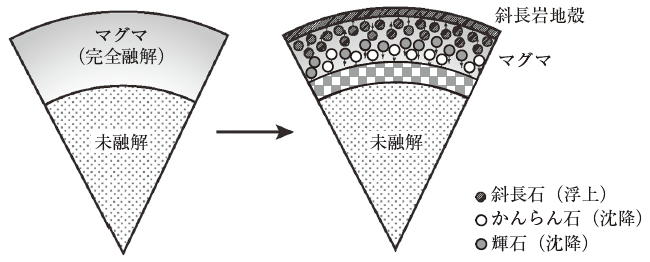 マグマ
(完全融解)
未融解
斜長岩地殻
マグマ
未融解
斜長石(浮上)
かんらん石(沈降)
輝石(沈降)